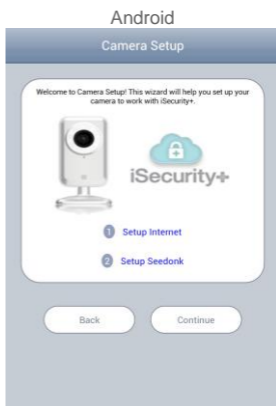 Android
Camera Setup
Welcome to Camera Setup! This wizard will help you set up your
camera to work with iSecurity+.
iSecurity+
1 Setup Internet
2 Setup Seedonk
Back Continue